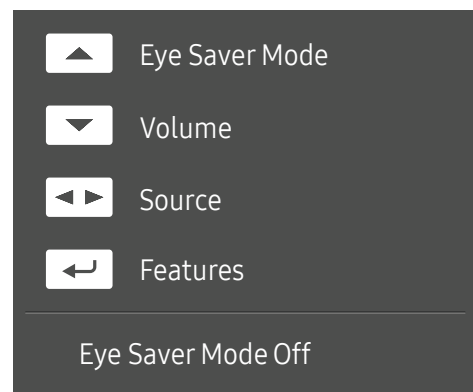 Eye Saver Mode
Volume
Source
Features
Eye Saver Mode Off